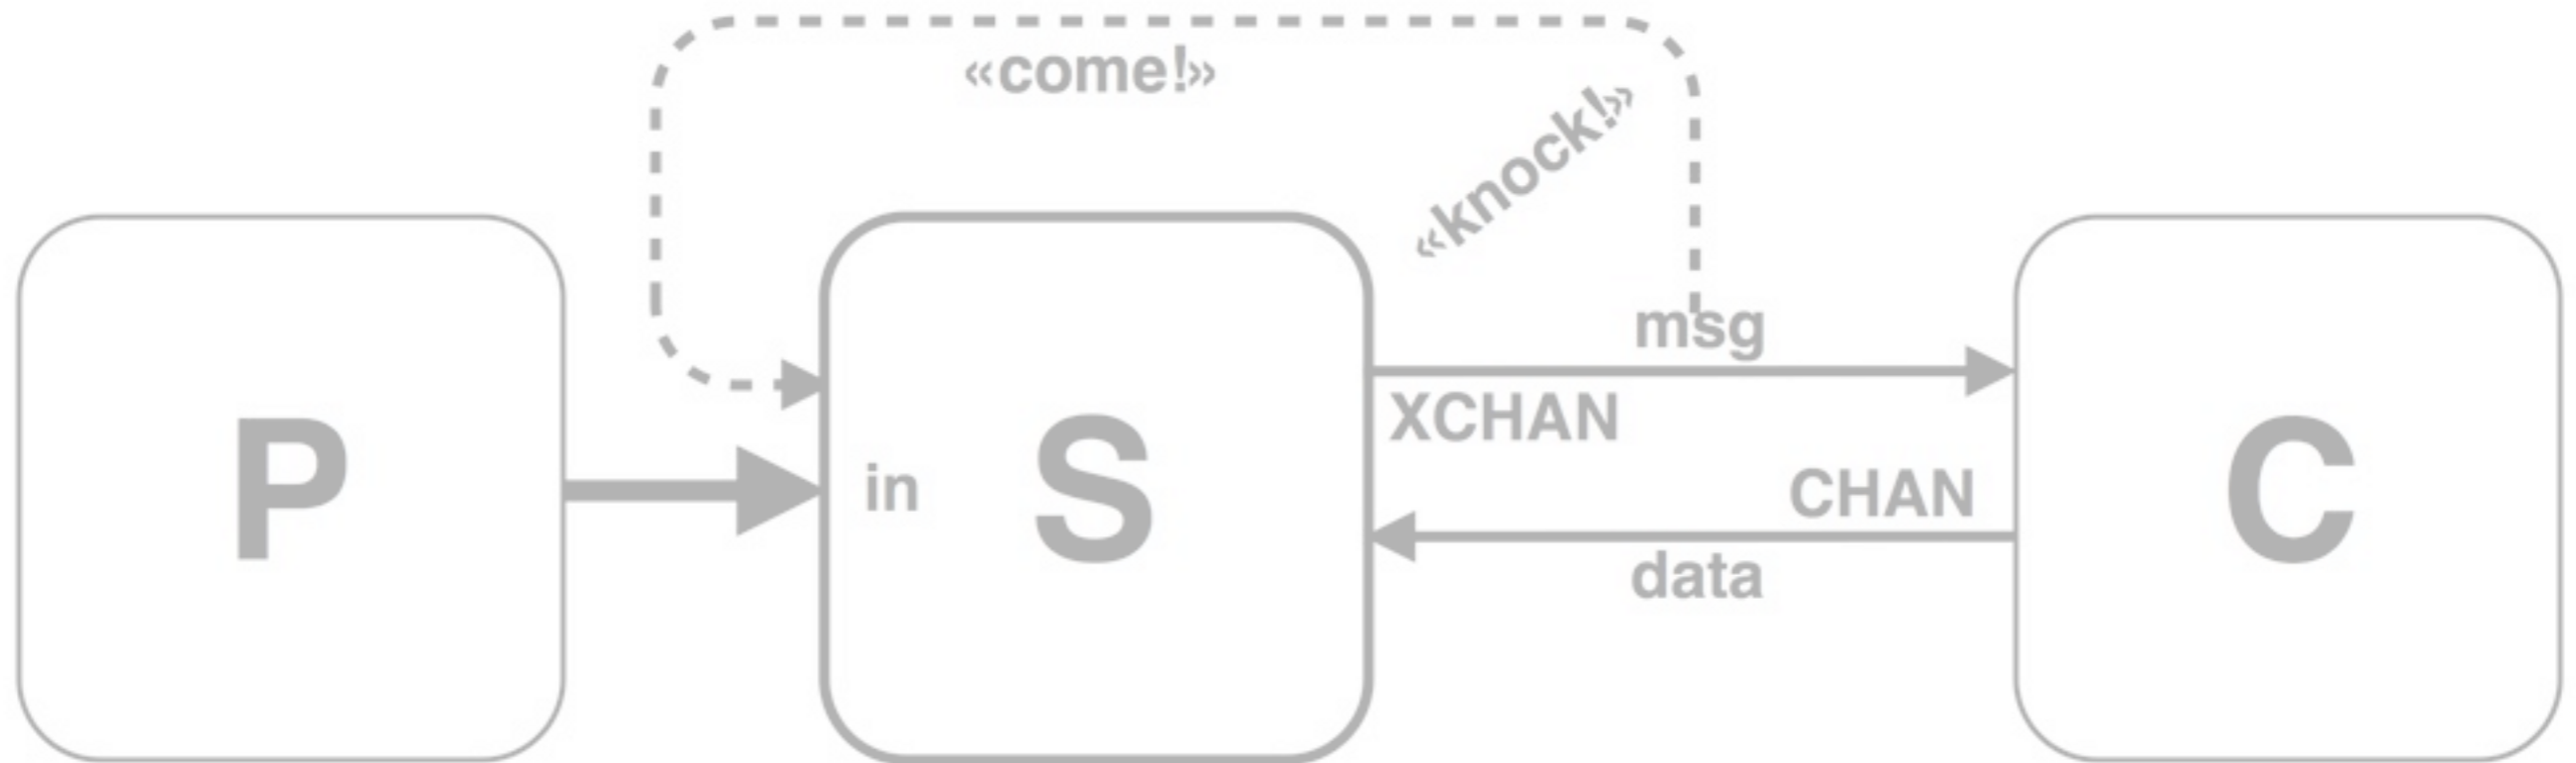 «come!»
«knock!»
msg
XCHAN
P
in
S
CHAN
C
data